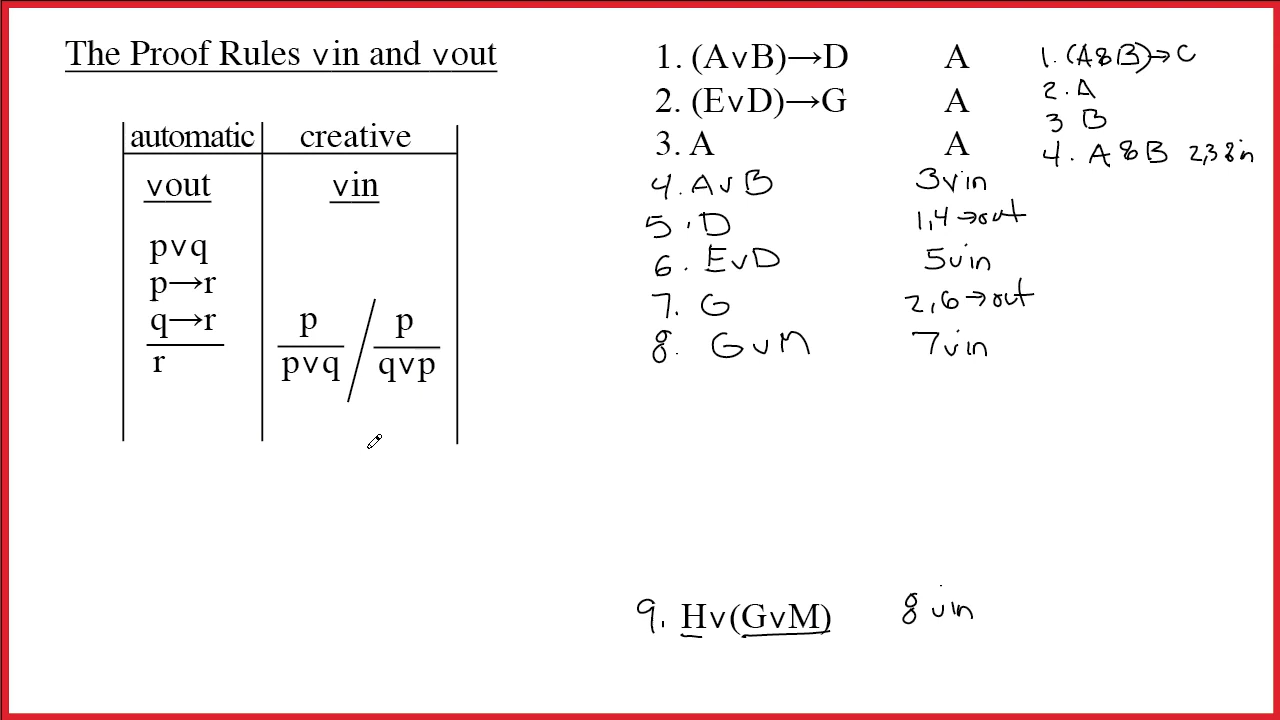 The Proof Rules ∨in and ∨out
automatic creative
∨out ∨in
p∨q
p→r
q→r
r
p / p
p∨q q∨p
1. (A∨B)→D A
2. (E∨D)→G A
3. A A
4. A∨B 3∨in
5. D 1,4→out
6. E∨D 5∨in
7. G 2,6→out
8. G∨M 7∨in
9. H∨(G∨M) 8∨in
1. (A&B)→C
2. A
3 B
4. A&B 2,3&in